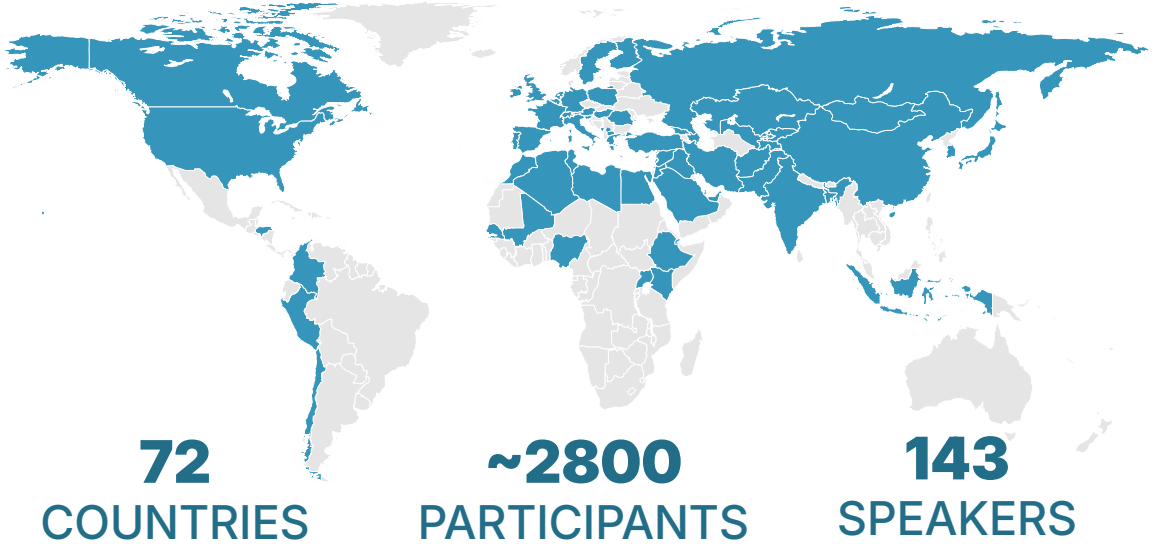 72
COUNTRIES
~2800
PARTICIPANTS
143
SPEAKERS